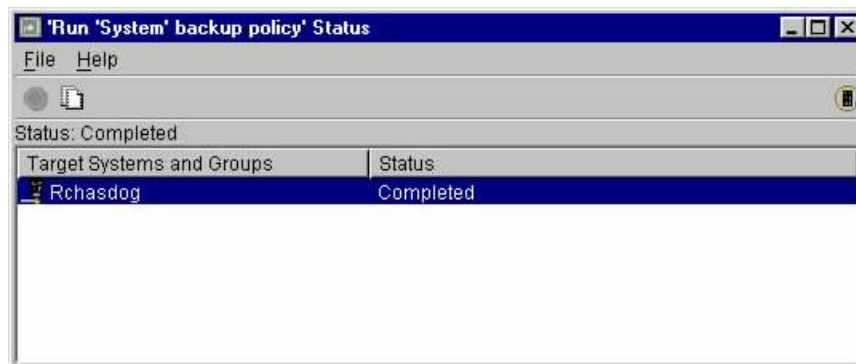 'Run 'System' backup policy' Status
File Help
Status: Completed
Target Systems and Groups Status
Rchasdog Completed